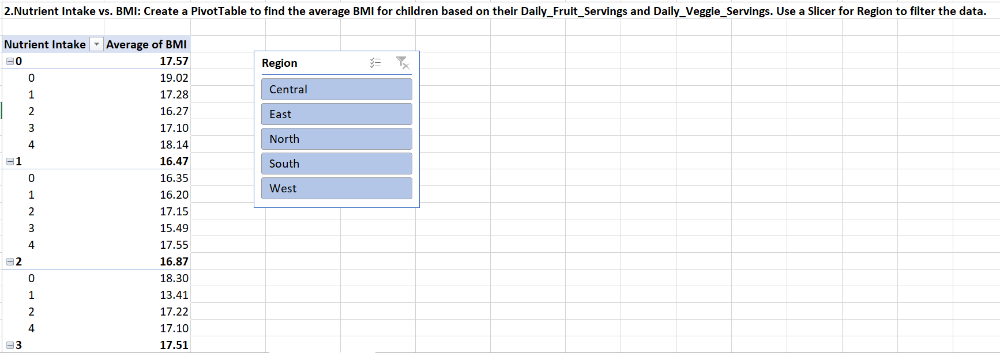 2.Nutrient Intake vs. BMI: Create a PivotTable to find the average BMI for children based on their Daily_Fruit_Servings and Daily_Veggie_Servings. Use a Slicer for Region to filter the data.
Nutrient Intake Average of BMI
0 17.57
0 19.02
1 17.28
2 16.27
3 17.10
4 18.14
1 16.47
0 16.35
1 16.20
2 17.15
3 15.49
4 17.55
2 16.87
0 18.30
1 13.41
2 17.22
4 17.10
3 17.51
Region
Central
East
North
South
West